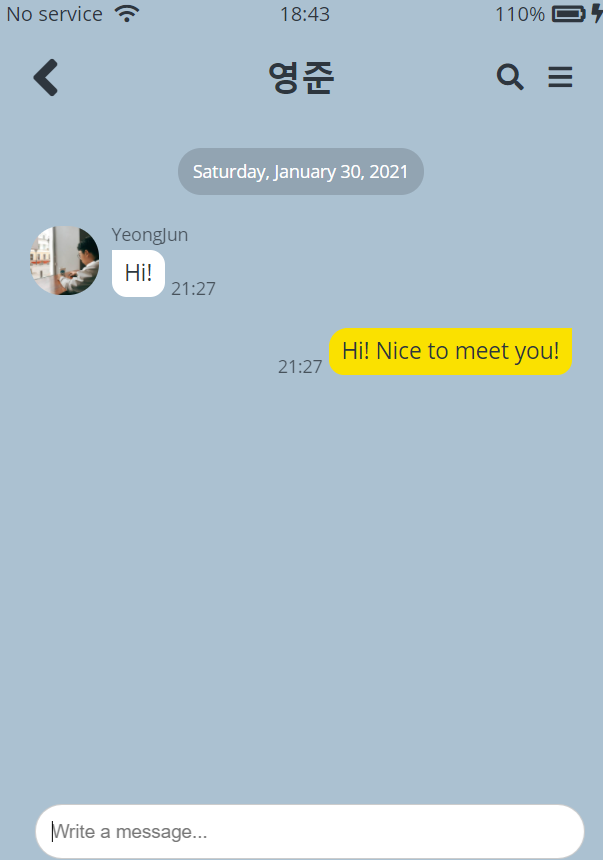 No service 18:43 110%
영준
Saturday, January 30, 2021
YeongJun
Hi!
21:27
Hi! Nice to meet you!
21:27
Write a message...